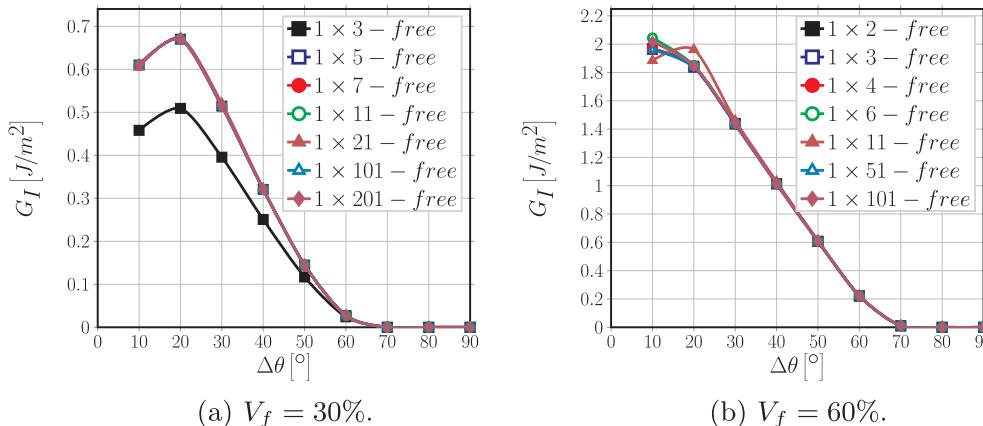 0.7
0.6
0.5
0.4
0.3
0.2
0.1
0
G_I [J/m^2]
0 10 20 30 40 50 60 70 80 90
Δθ [°]
1 × 3 − free
1 × 5 − free
1 × 7 − free
1 × 11 − free
1 × 21 − free
1 × 101 − free
1 × 201 − free
(a) V_f = 30%.
2.2
2
1.8
1.6
1.4
1.2
1
0.8
0.6
0.4
0.2
0
G_I [J/m^2]
0 10 20 30 40 50 60 70 80 90
Δθ [°]
1 × 2 − free
1 × 3 − free
1 × 4 − free
1 × 6 − free
1 × 11 − free
1 × 51 − free
1 × 101 − free
(b) V_f = 60%.